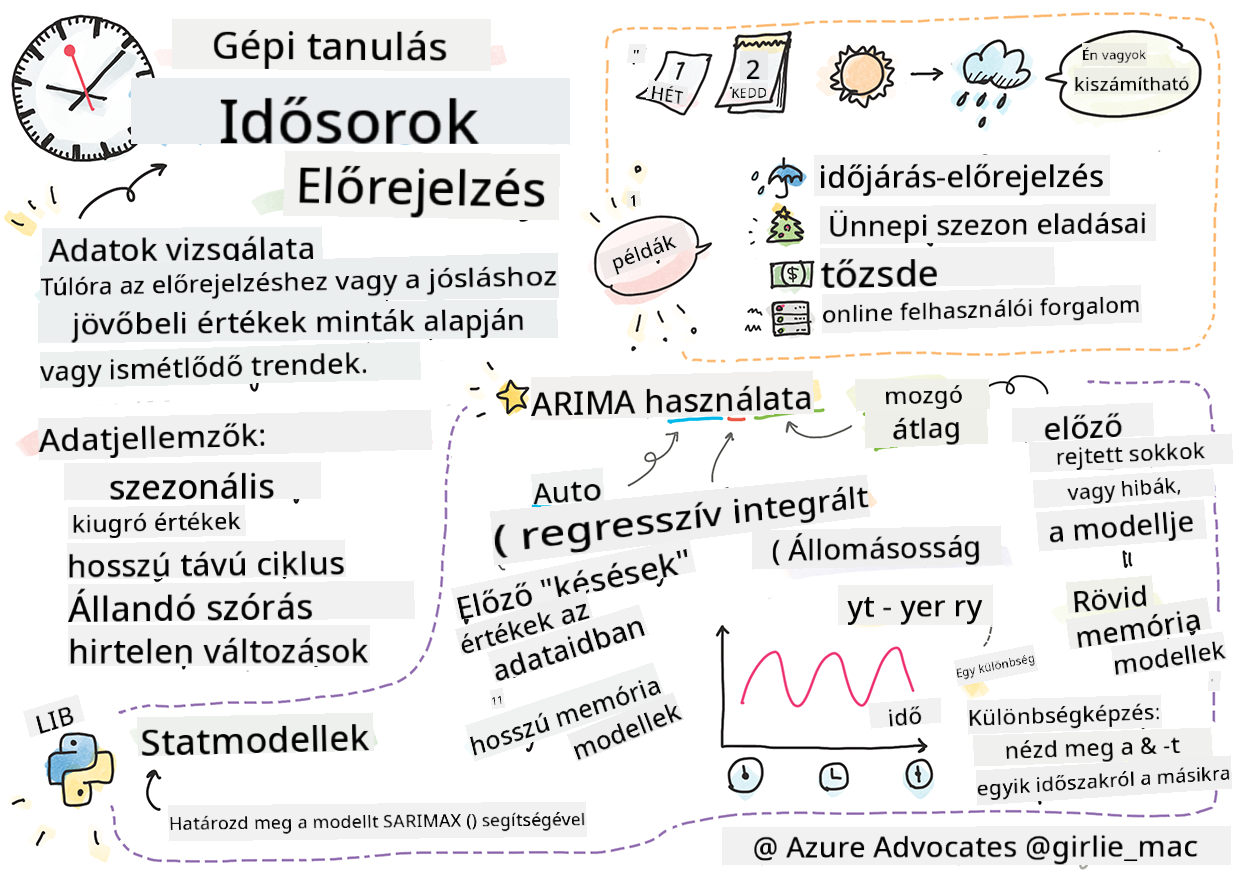 Gépi tanulás
Idősorok
Előrejelzés
Adatok vizsgálata
Túlóra az előrejelzéshez vagy a jósláshoz
jövőbeli értékek minták alapján
vagy ismétlődő trendek.
"
1
HÉT
2
KEDD
Én vagyok
kiszámítható
1
példák
időjárás-előrejelzés
Ünnepi szezon eladásai
($)
tőzsde
online felhasználói forgalom
Adatjellemzők:
szezonális
kiugró értékek
hosszú távú ciklus
Állandó szórás
hirtelen változások
ARIMA használata
mozgó
átlag
előző
rejtett sokkok
vagy hibák,
a modellje
Rövid
memória
modellek
Auto
( regresszív integrált
( Állomásosság
Előző "késések"
értékek az
adataidban
11
hosszú memória
modellek
yt - yer ry
Egy különbség
idő
Különbségképzés:
nézd meg a & -t
egyik időszakról a másikra
LIB
Statmodellek
Határozd meg a modellt SARIMAX () segítségével
@ Azure Advocates @girlie_mac